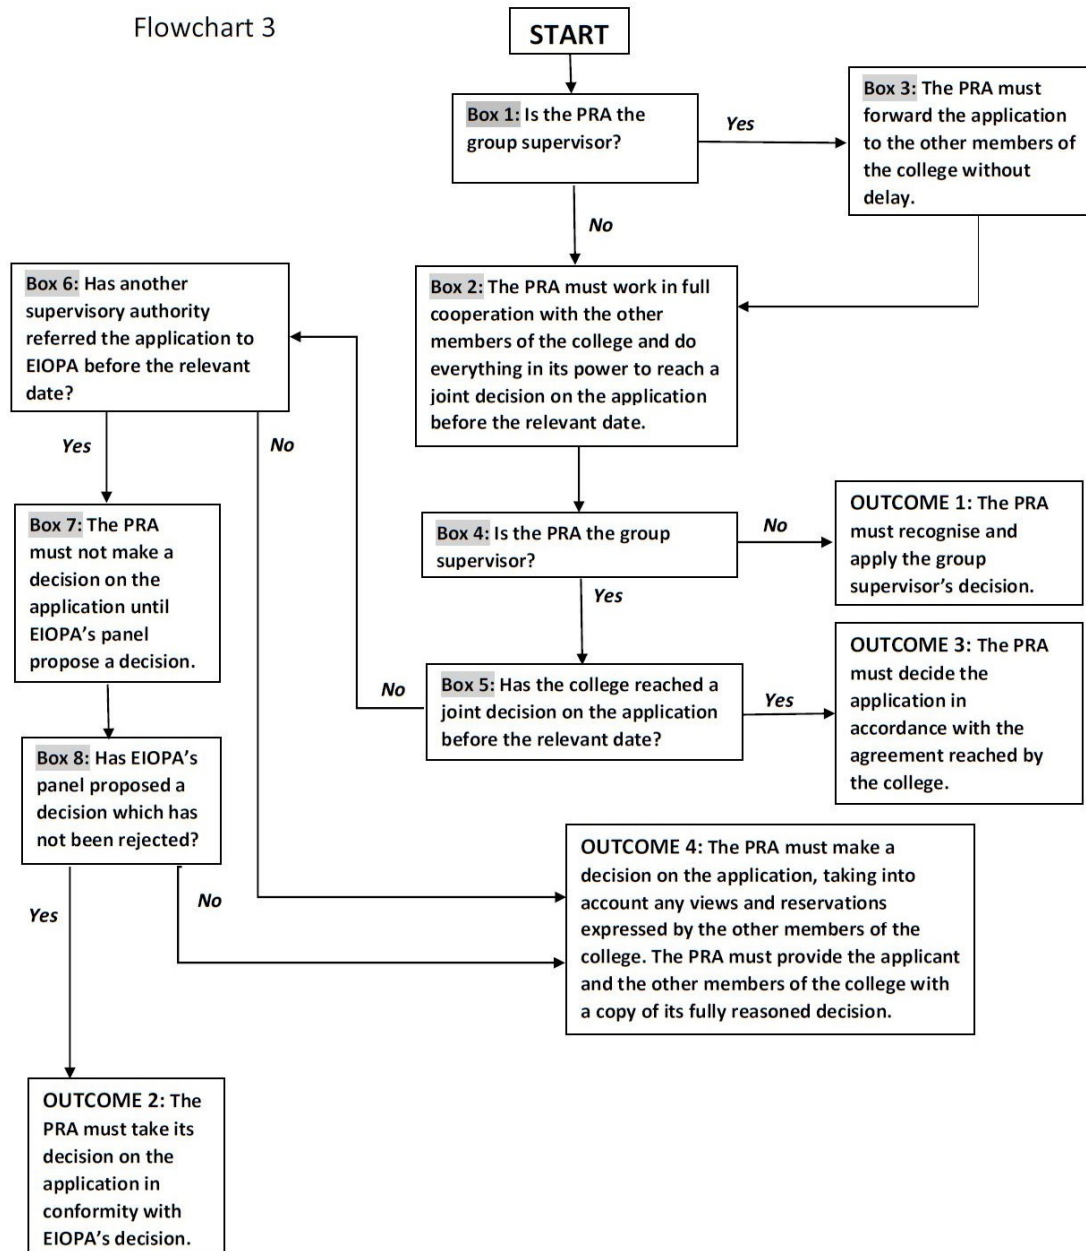 Flowchart 3
START
Box 1: Is the PRA the
group supervisor?
Yes
Box 3: The PRA must
forward the application
to the other members of
the college without
delay.
No
Box 2: The PRA must work in full
cooperation with the other
members of the college and do
everything in its power to reach a
joint decision on the application
before the relevant date.
Box 6: Has another
supervisory authority
referred the application to
EIOPA before the relevant
date?
Yes
No
Box 7: The PRA
must not make a
decision on the
application until
EIOPA’s panel
propose a decision.
Box 4: Is the PRA the group
supervisor?
No
OUTCOME 1: The PRA
must recognise and
apply the group
supervisor’s decision.
Yes
Box 5: Has the college reached a
joint decision on the application
before the relevant date?
No
Yes
OUTCOME 3: The PRA
must decide the
application in
accordance with the
agreement reached by
the college.
Box 8: Has EIOPA’s
panel proposed a
decision which has
not been rejected?
Yes
No
OUTCOME 4: The PRA must make a
decision on the application, taking into
account any views and reservations
expressed by the other members of the
college. The PRA must provide the applicant
and the other members of the college with
a copy of its fully reasoned decision.
OUTCOME 2: The
PRA must take its
decision on the
application in
conformity with
EIOPA’s decision.